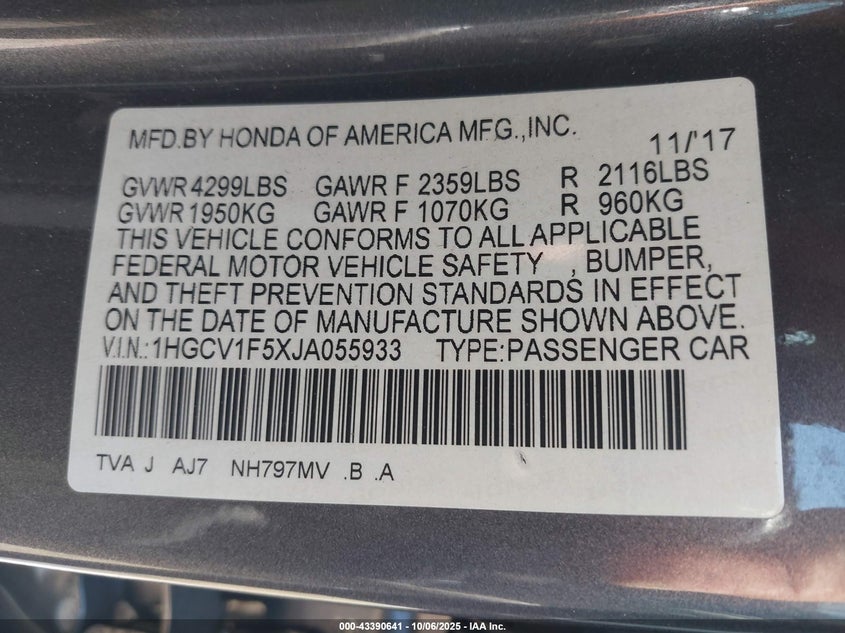 MFD.BY HONDA OF AMERICA MFG.,INC. 11/'17
GVWR 4299LBS GAWR F 2359LBS R 2116LBS
GVWR 1950KG GAWR F 1070KG R 960KG
THIS VEHICLE CONFORMS TO ALL APPLICABLE
FEDERAL MOTOR VEHICLE SAFETY , BUMPER,
AND THEFT PREVENTION STANDARDS IN EFFECT
ON THE DATE OF MANUFACTURE SHOWN ABOVE.
V.I.N.:1HGCV1F5XJA055933 TYPE:PASSENGER CAR
TVA J AJ7 NH797MV .B .A
000-43390641 - 10/06/2025 - IAA Inc.